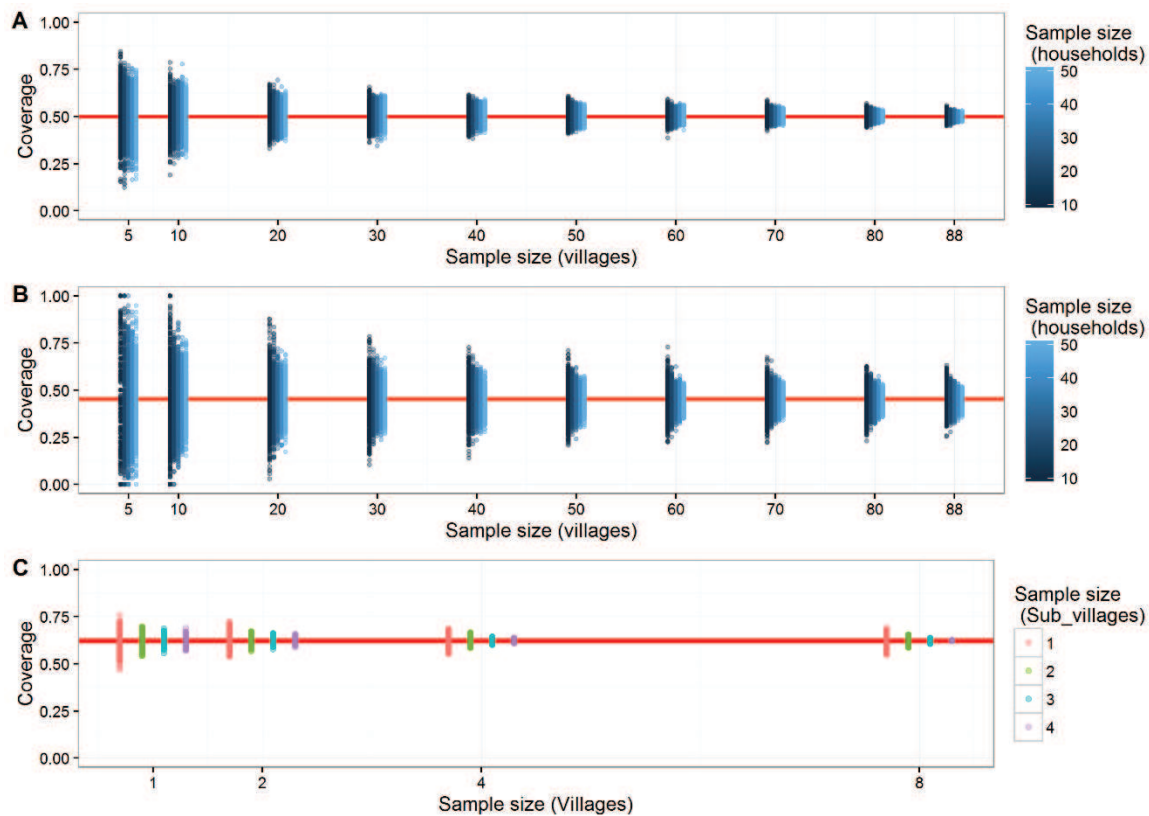 A
1.00
0.75
0.50
0.25
0.00
Coverage
5 10 20 30 40 50 60 70 80 88
Sample size (villages)
Sample size
(households)
50
40
30
20
10
B
1.00
0.75
0.50
0.25
0.00
Coverage
5 10 20 30 40 50 60 70 80 88
Sample size (villages)
Sample size
(households)
50
40
30
20
10
C
1.00
0.75
0.50
0.25
0.00
Coverage
1 2 4 8
Sample size (Villages)
Sample size
(Sub_villages)
1
2
3
4